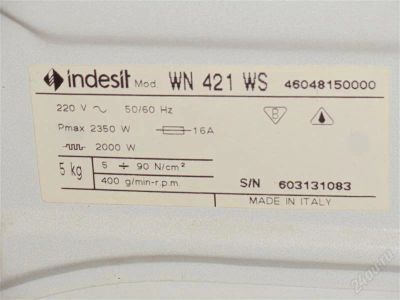 indesit Mod. WN 421 WS 46048150000
220 V ~ 50/60 Hz
Pmax 2350 W 16A
2000 W
5 kg
5 ÷ 90 N/cm²
400 g/min-r.p.m.
S/N 603131083
MADE IN ITALY